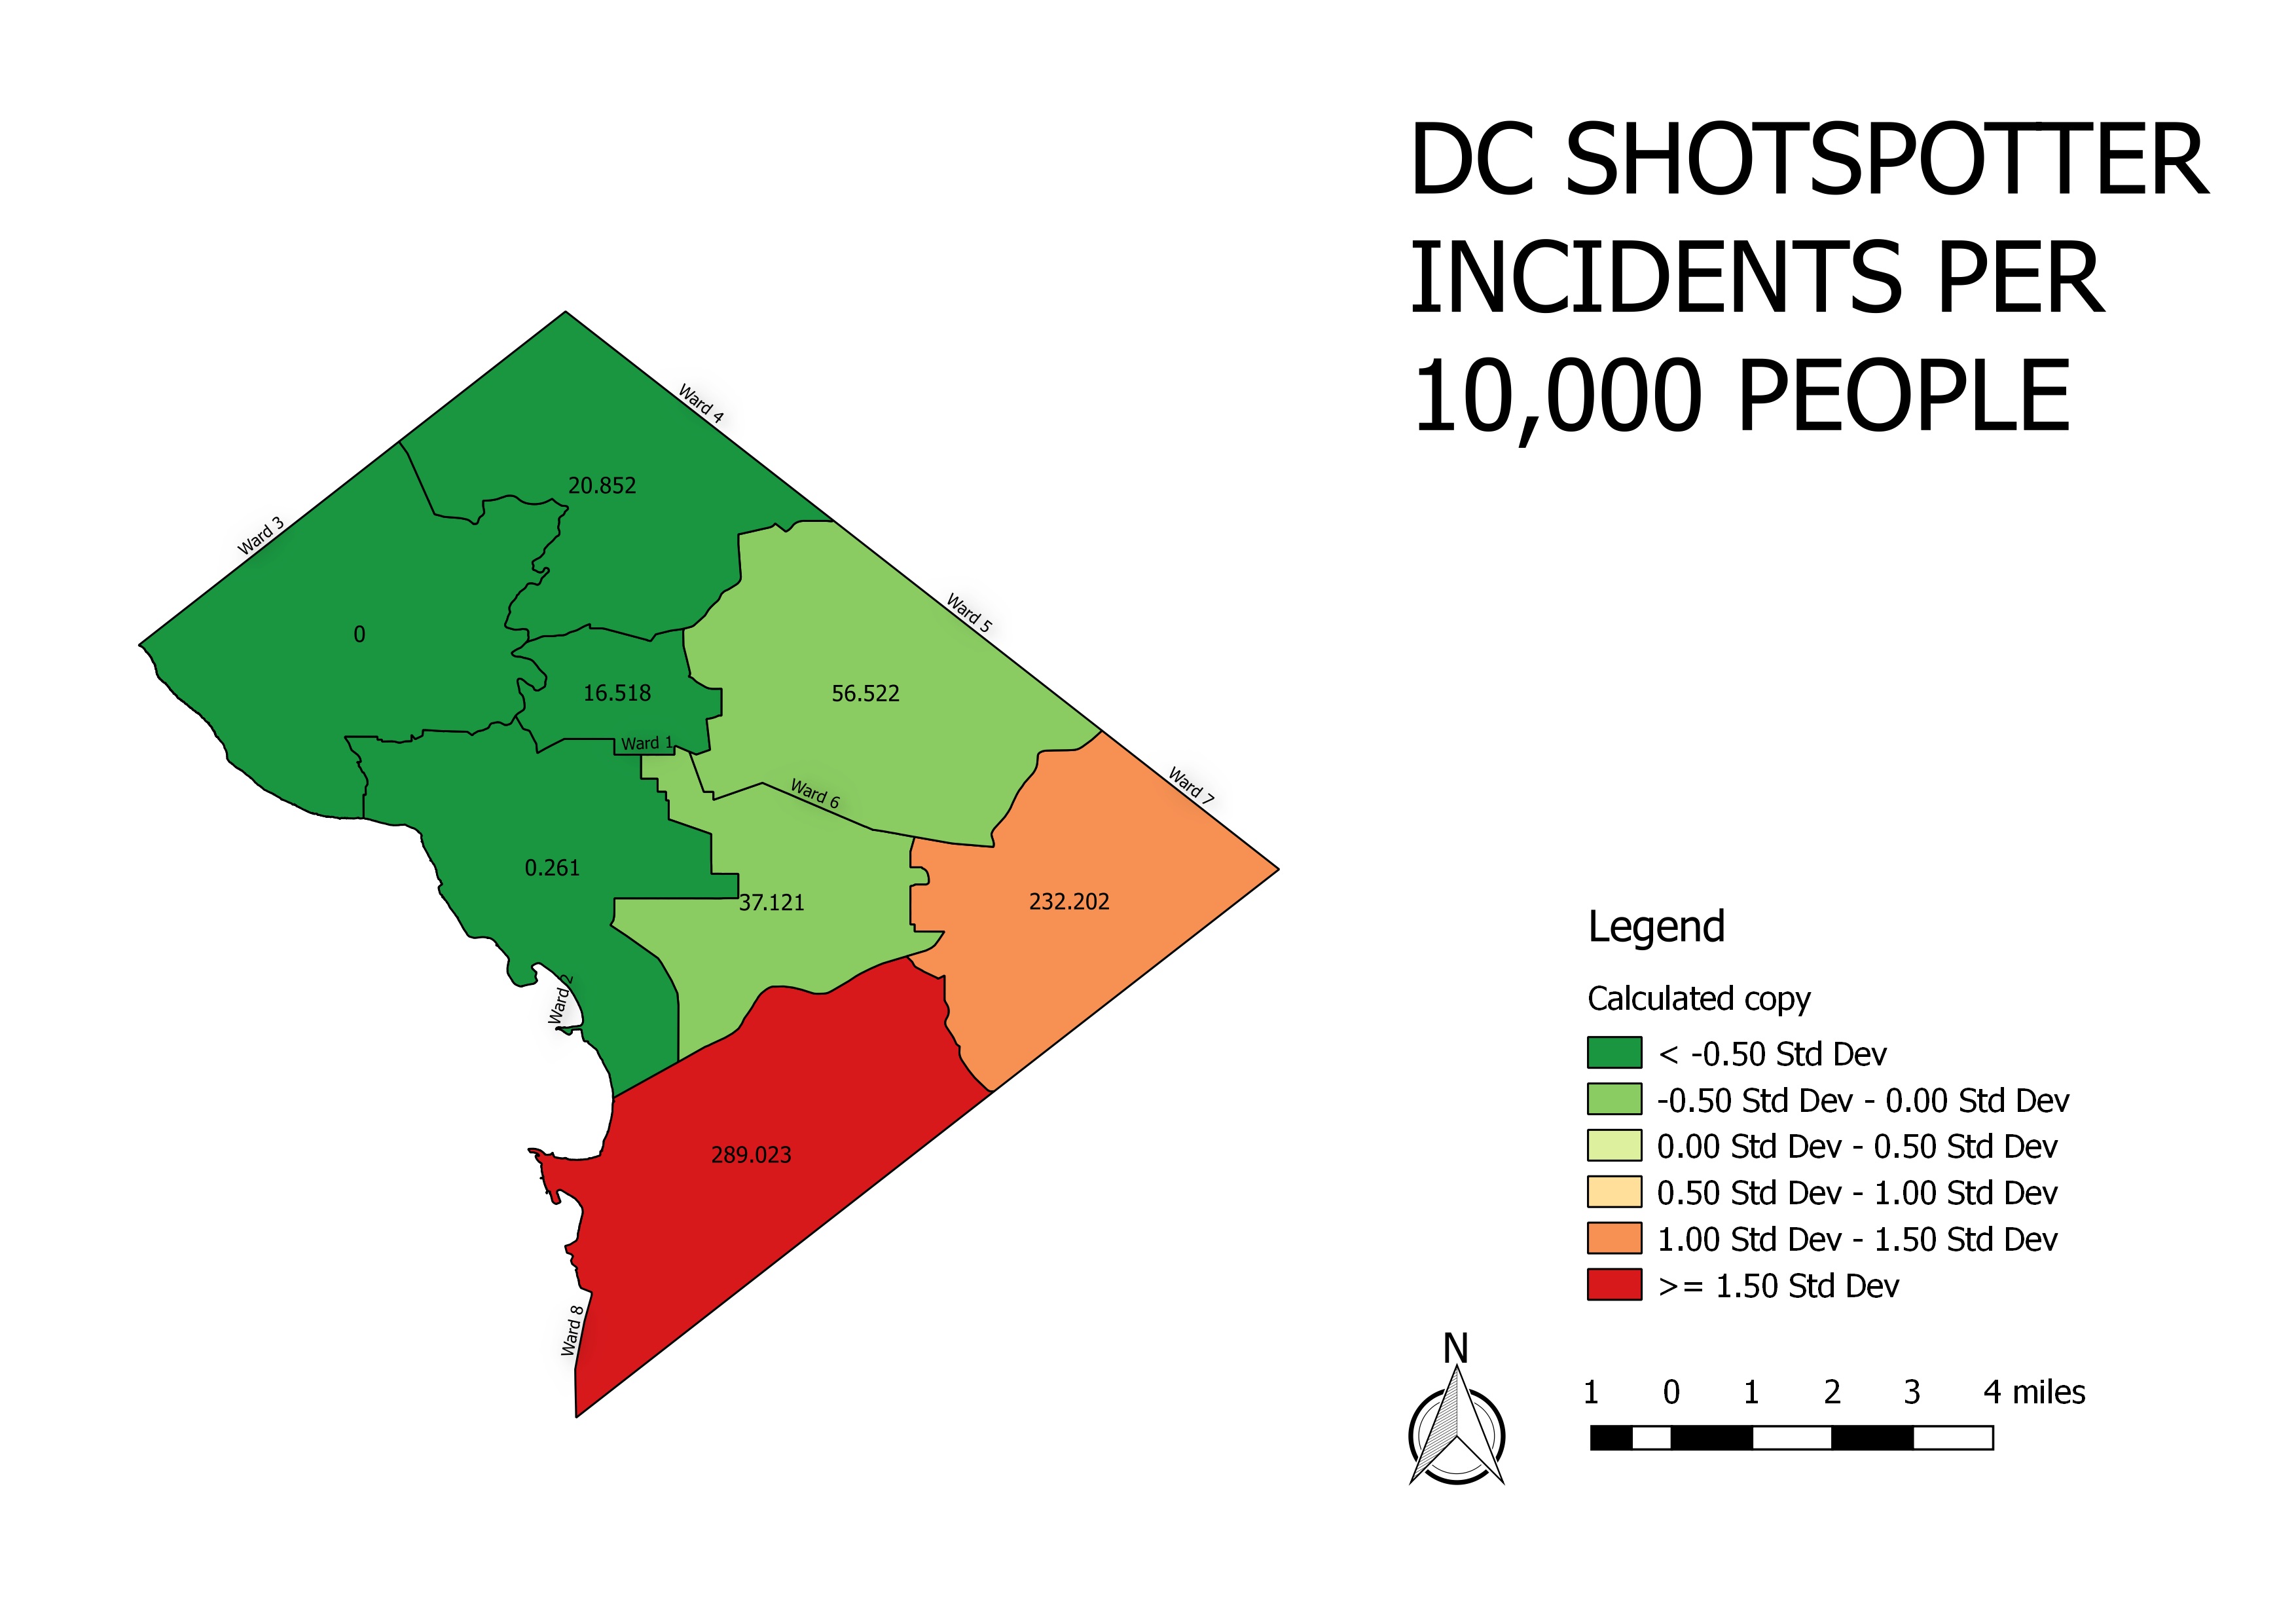 DC SHOTSPOTTER
INCIDENTS PER
10,000 PEOPLE
Ward 4
20.852
Ward 3
Ward 5
0
16.518
56.522
Ward 1
Ward 6
Ward 7
0.261
37.121
232.202
Ward 2
289.023
Ward 8
Legend
Calculated copy
< -0.50 Std Dev
-0.50 Std Dev - 0.00 Std Dev
0.00 Std Dev - 0.50 Std Dev
0.50 Std Dev - 1.00 Std Dev
1.00 Std Dev - 1.50 Std Dev
>= 1.50 Std Dev
N
1 0 1 2 3 4 miles